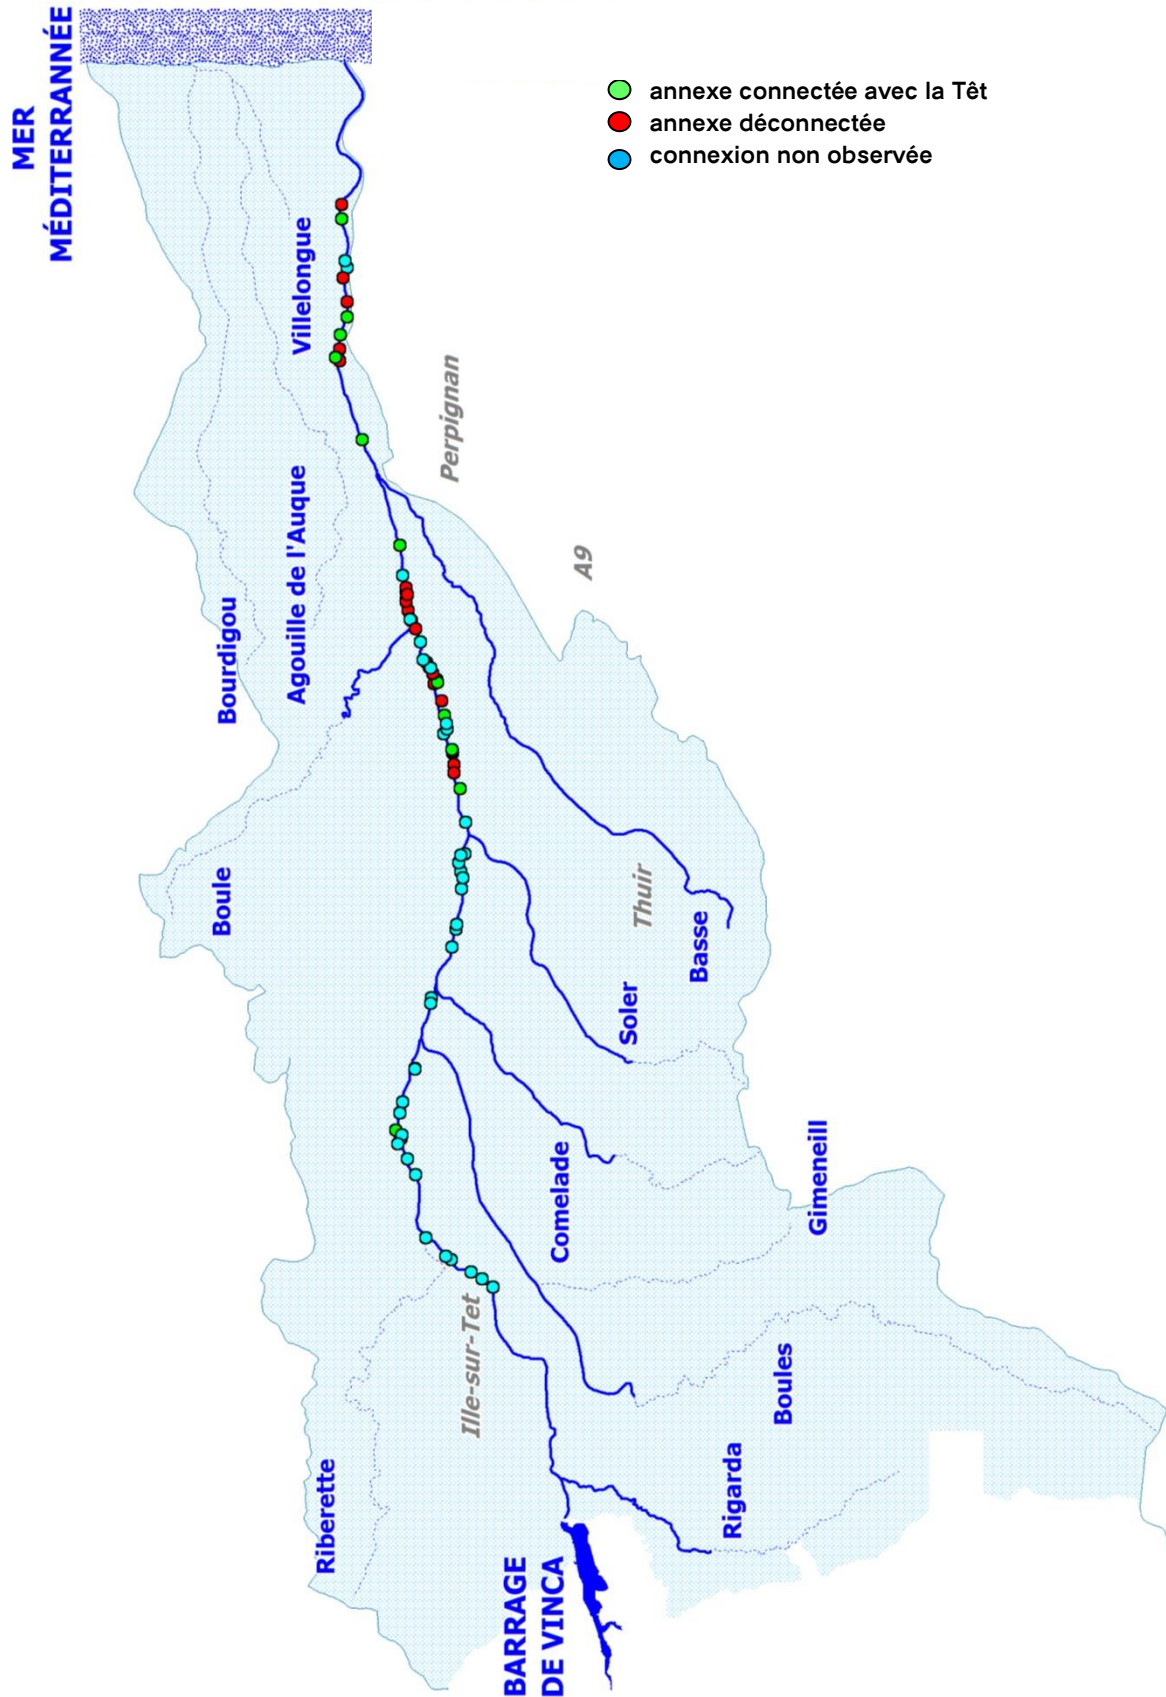 MER
MÉDITERRANNÉE
annexe connectée avec la Têt
annexe déconnectée
connexion non observée
Villelongue
Perpignan
Agouille de l'Auque
A9
Bourdigou
Boule
Thuir
Basse
Soler
Comelade
Gimeneill
Ille-sur-Tet
Boules
Riberette
Rigarda
BARRAGE
DE VINCA